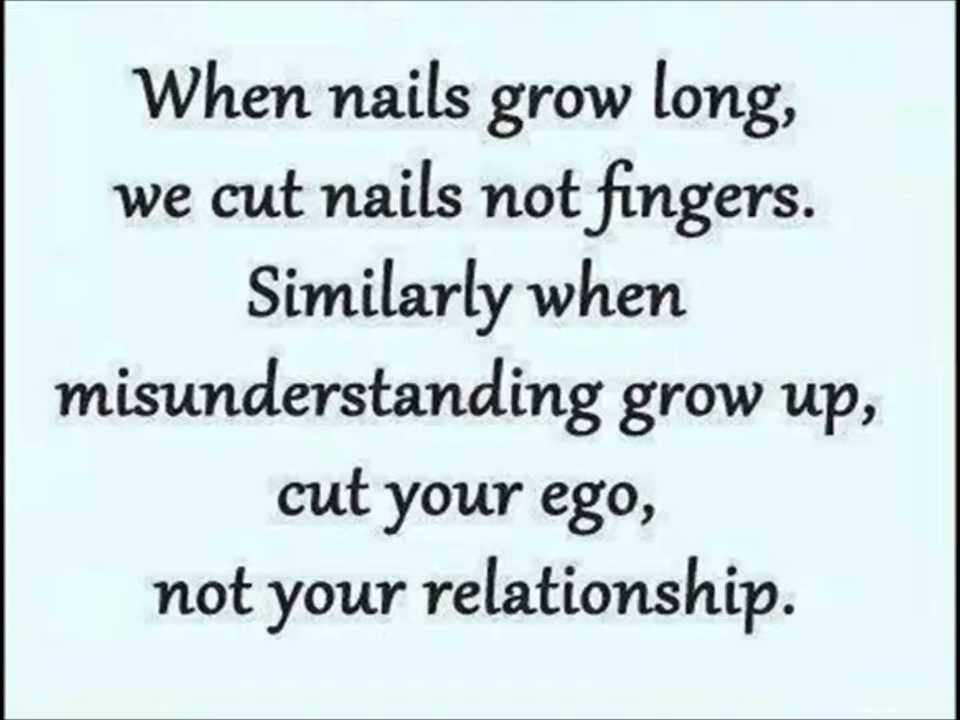 When nails grow long,
we cut nails not fingers.
Similarly when
misunderstanding grow up,
cut your ego,
not your relationship.